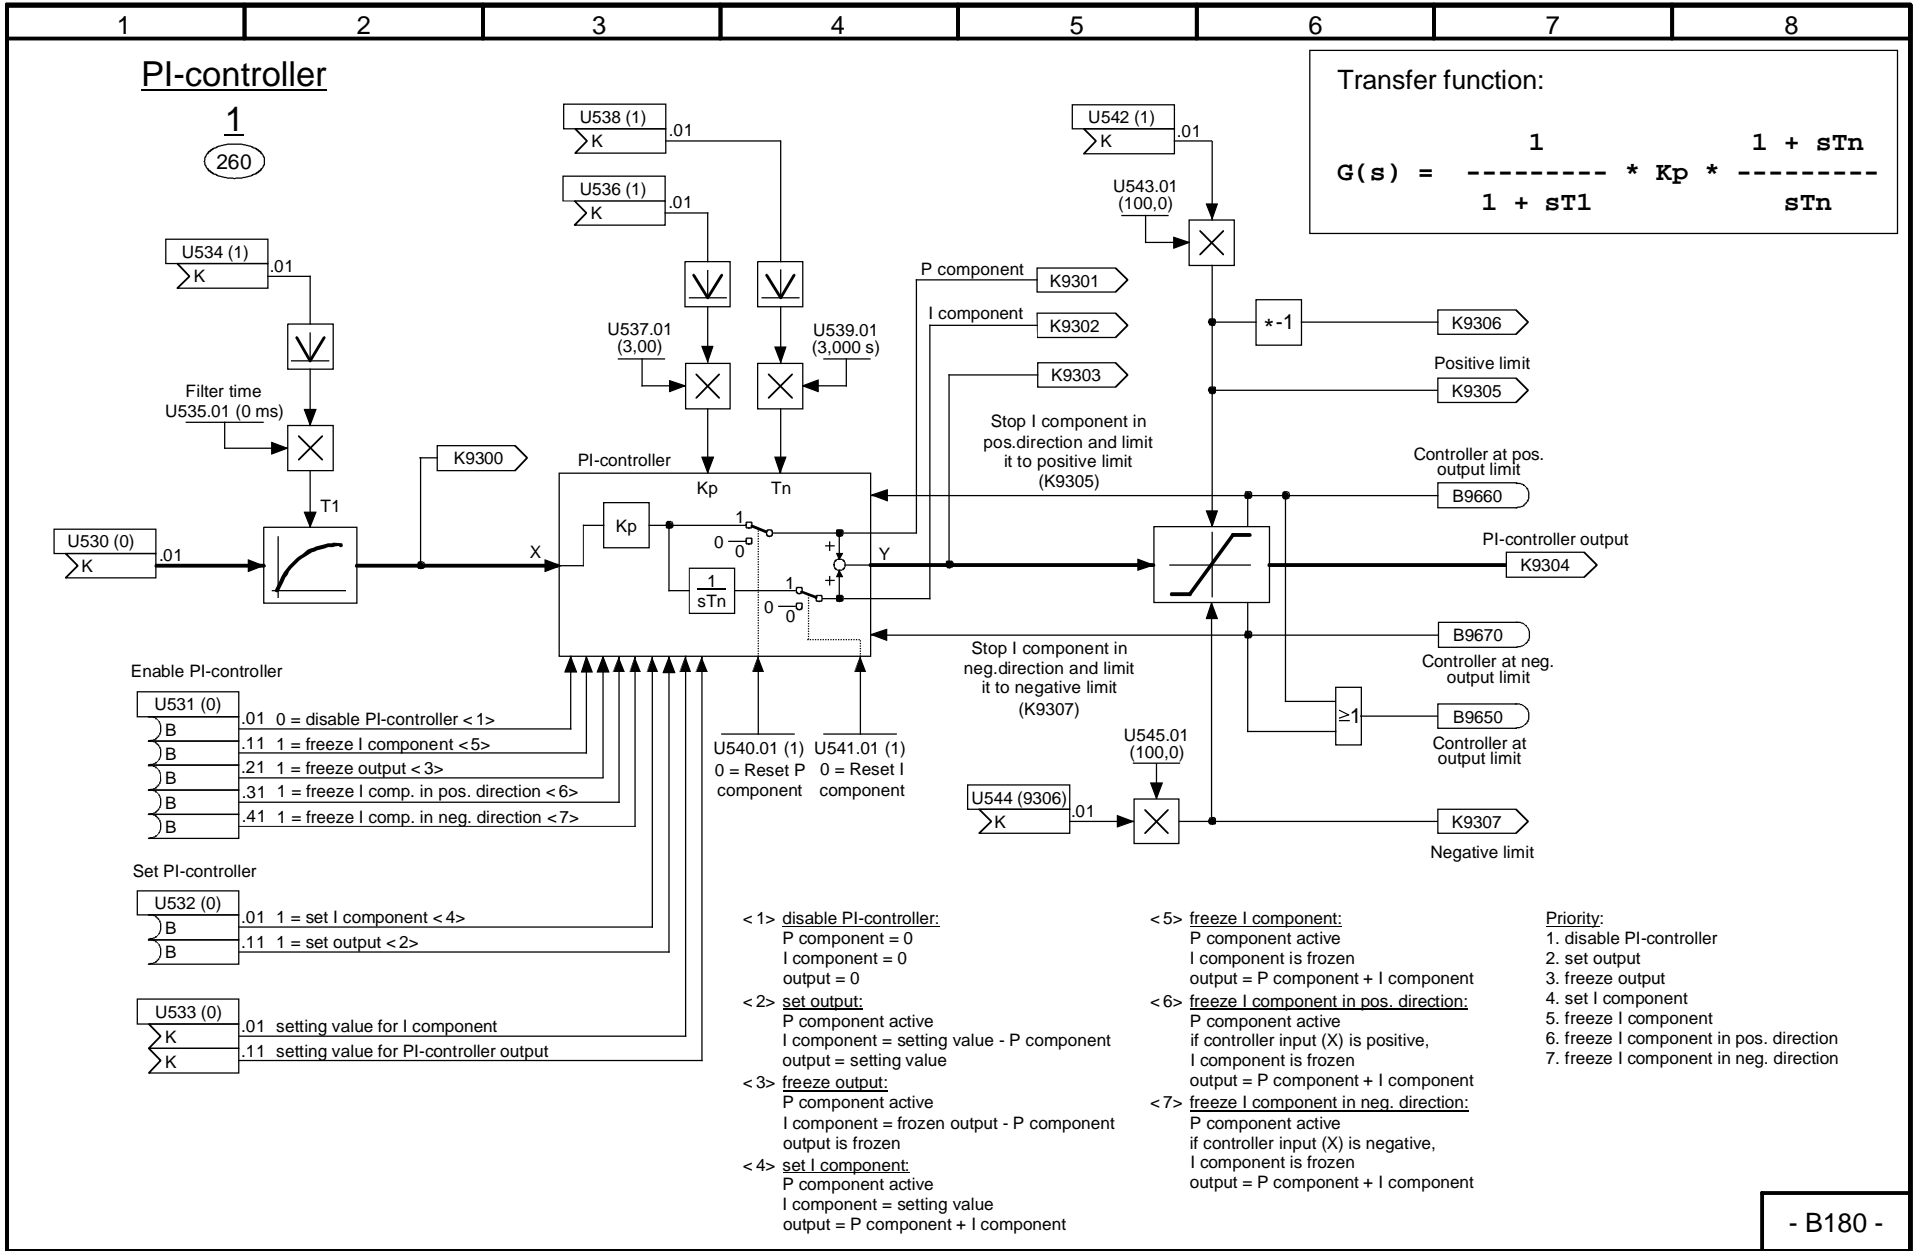 1 2 3 4 5 6 7 8
PI-controller
1
260
Transfer function:
1 1 + sTn
G(s) = --------- * Kp * ---------
1 + sT1 sTn
U538 (1)
K .01
U536 (1)
K .01
U542 (1)
K .01
U543.01
(100,0)
U534 (1)
K .01
P component K9301
I component K9302
K9303
*-1
K9306
Positive limit
K9305
U537.01
(3,00)
U539.01
(3,000 s)
Filter time
U535.01 (0 ms)
T1
K9300
Stop I component in
pos.direction and limit
it to positive limit
(K9305)
Controller at pos.
output limit
B9660
PI-controller
Kp Tn
Kp
1
0
0
+
+
X
Y
1
sTn
1
0
0
U530 (0)
K .01
PI-controller output
K9304
B9670
Controller at neg.
output limit
Stop I component in
neg.direction and limit
it to negative limit
(K9307)
≥1
B9650
Controller at
output limit
Enable PI-controller
U531 (0)
B .01 0 = disable PI-controller <1>
B .11 1 = freeze I component <5>
B .21 1 = freeze output <3>
B .31 1 = freeze I comp. in pos. direction <6>
B .41 1 = freeze I comp. in neg. direction <7>
U540.01 (1)
0 = Reset P
component
U541.01 (1)
0 = Reset I
component
U545.01
(100,0)
U544 (9306)
K .01
K9307
Negative limit
Set PI-controller
U532 (0)
B .01 1 = set I component <4>
B .11 1 = set output <2>
U533 (0)
K .01 setting value for I component
K .11 setting value for PI-controller output
<1> disable PI-controller:
P component = 0
I component = 0
output = 0
<2> set output:
P component active
I component = setting value - P component
output = setting value
<3> freeze output:
P component active
I component = frozen output - P component
output is frozen
<4> set I component:
P component active
I component = setting value
output = P component + I component
<5> freeze I component:
P component active
I component is frozen
output = P component + I component
<6> freeze I component in pos. direction:
P component active
if controller input (X) is positive,
I component is frozen
output = P component + I component
<7> freeze I component in neg. direction:
P component active
if controller input (X) is negative,
I component is frozen
output = P component + I component
Priority:
1. disable PI-controller
2. set output
3. freeze output
4. set I component
5. freeze I component
6. freeze I component in pos. direction
7. freeze I component in neg. direction
- B180 -